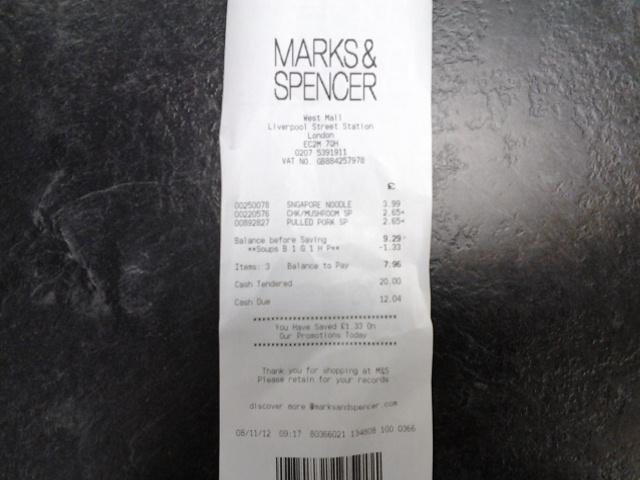 MARKS &
SPENCER
West Mall
Liverpool Street Station
London
EC2M 7QH
0207 5391911
VAT NO. GB884257978
£
00250078 SNGAPORE NOODLE 3.99
00220576 CHK/MUSHROOM SP 2.65*
00892827 PULLED PORK SP 2.65*
Balance before Saving 9.29
**Soups B 1 G 1 H P** -1.33
Items: 3 Balance to Pay 7.96
Cash Tendered 20.00
Cash Due 12.04
You Have Saved £1.33 On
Our Promotions Today
Thank you for shopping at M&S
Please retain for your records
discover more @marksandspencer.com
08/11/12 09:17 80366021 134808 100 0366